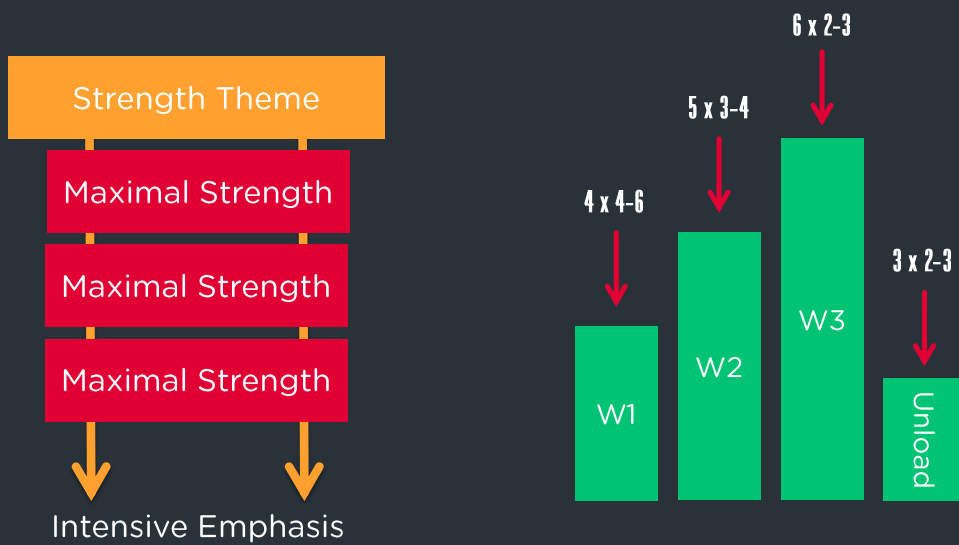 Strength Theme
Maximal Strength
Maximal Strength
Maximal Strength
Intensive Emphasis
4 x 4-6
W1
5 x 3-4
W2
6 x 2-3
W3
3 x 2-3
Unload